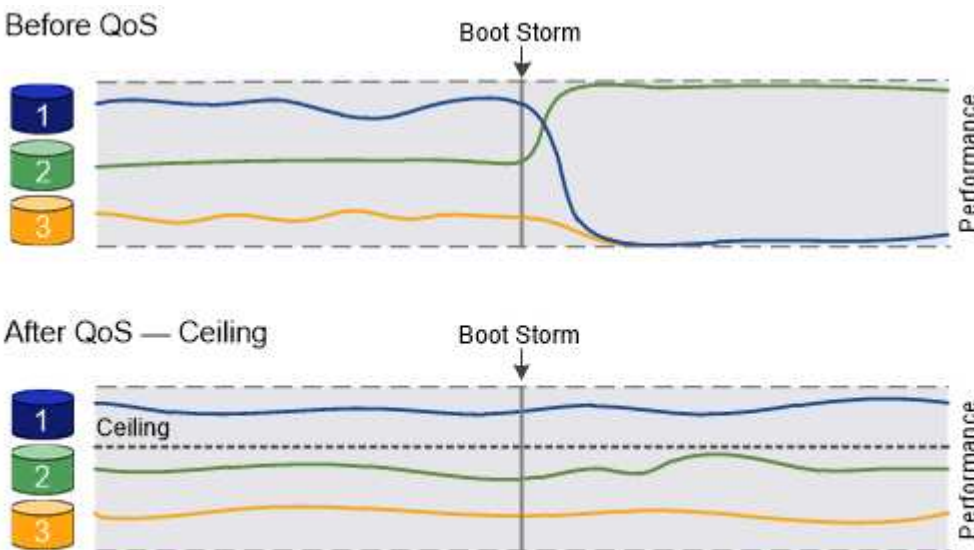 Before QoS
Boot Storm
1
2
3
Performance
After QoS — Ceiling
Boot Storm
1
Ceiling
2
3
Performance